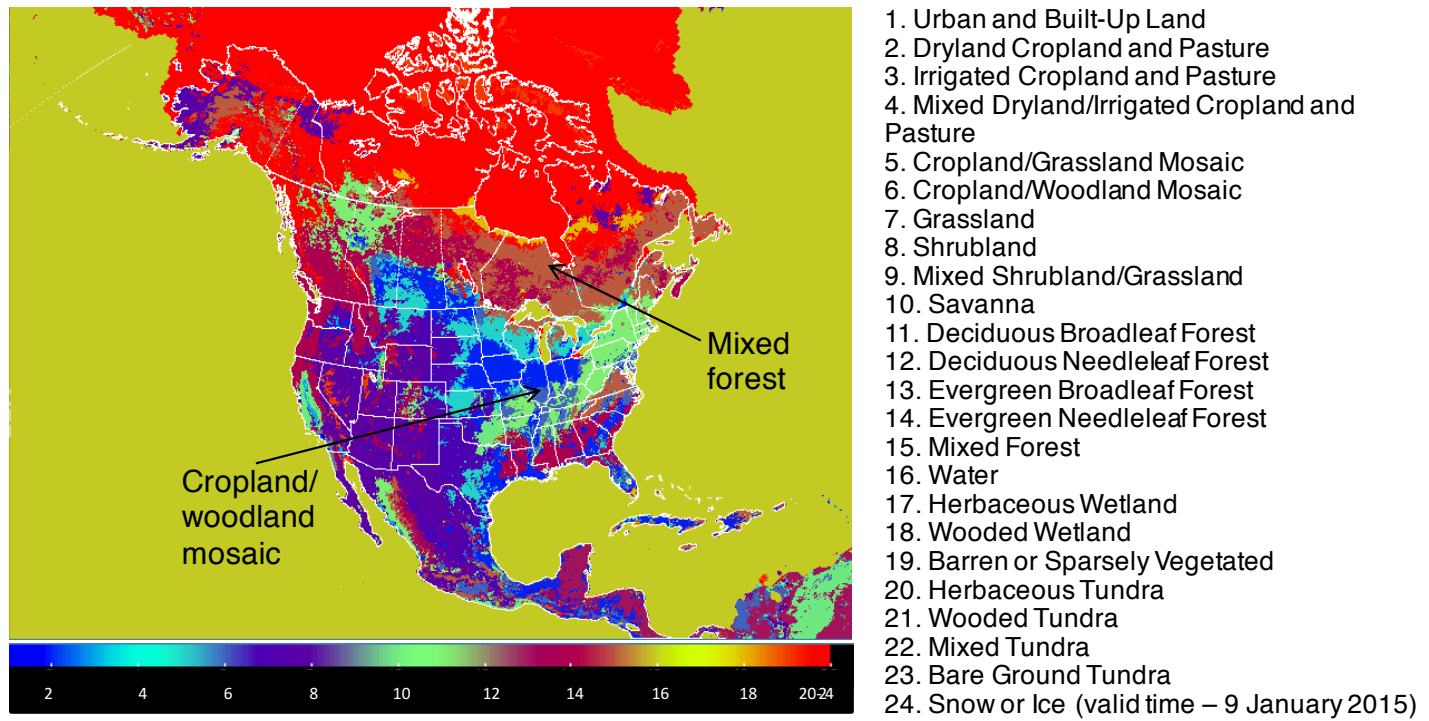 1. Urban and Built-Up Land
2. Dryland Cropland and Pasture
3. Irrigated Cropland and Pasture
4. Mixed Dryland/Irrigated Cropland and
Pasture
5. Cropland/Grassland Mosaic
6. Cropland/Woodland Mosaic
7. Grassland
8. Shrubland
9. Mixed Shrubland/Grassland
10. Savanna
11. Deciduous Broadleaf Forest
12. Deciduous Needleleaf Forest
13. Evergreen Broadleaf Forest
14. Evergreen Needleleaf Forest
15. Mixed Forest
16. Water
17. Herbaceous Wetland
18. Wooded Wetland
19. Barren or Sparsely Vegetated
20. Herbaceous Tundra
21. Wooded Tundra
22. Mixed Tundra
23. Bare Ground Tundra
24. Snow or Ice (valid time – 9 January 2015)
Mixed
forest
Cropland/
woodland
mosaic
2 4 6 8 10 12 14 16 18 20-24